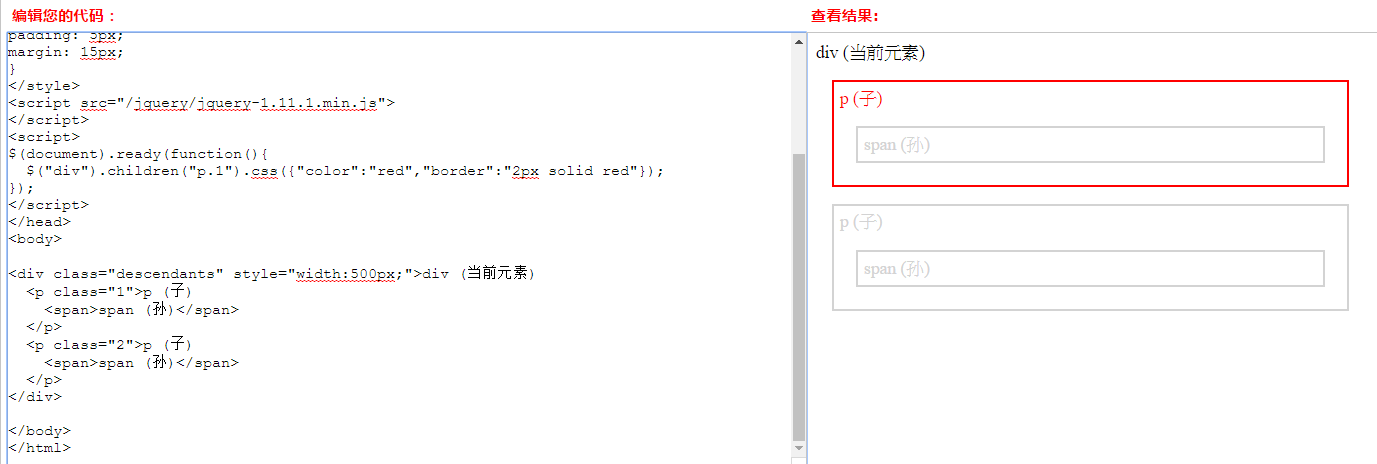 编辑您的代码：
查看结果:
padding: 5px;
margin: 15px;
}
</style>
<script src="/jquery/jquery-1.11.1.min.js">
</script>
<script>
$(document).ready(function(){
  $("div").children("p.1").css({"color":"red","border":"2px solid red"});
});
</script>
</head>
<body>
<div class="descendants" style="width:500px;">div (当前元素)
  <p class="1">p (子)
    <span>span (孙)</span>
  </p>
  <p class="2">p (子)
    <span>span (孙)</span>
  </p>
</div>
</body>
</html>
div (当前元素)
p (子)
span (孙)
p (子)
span (孙)